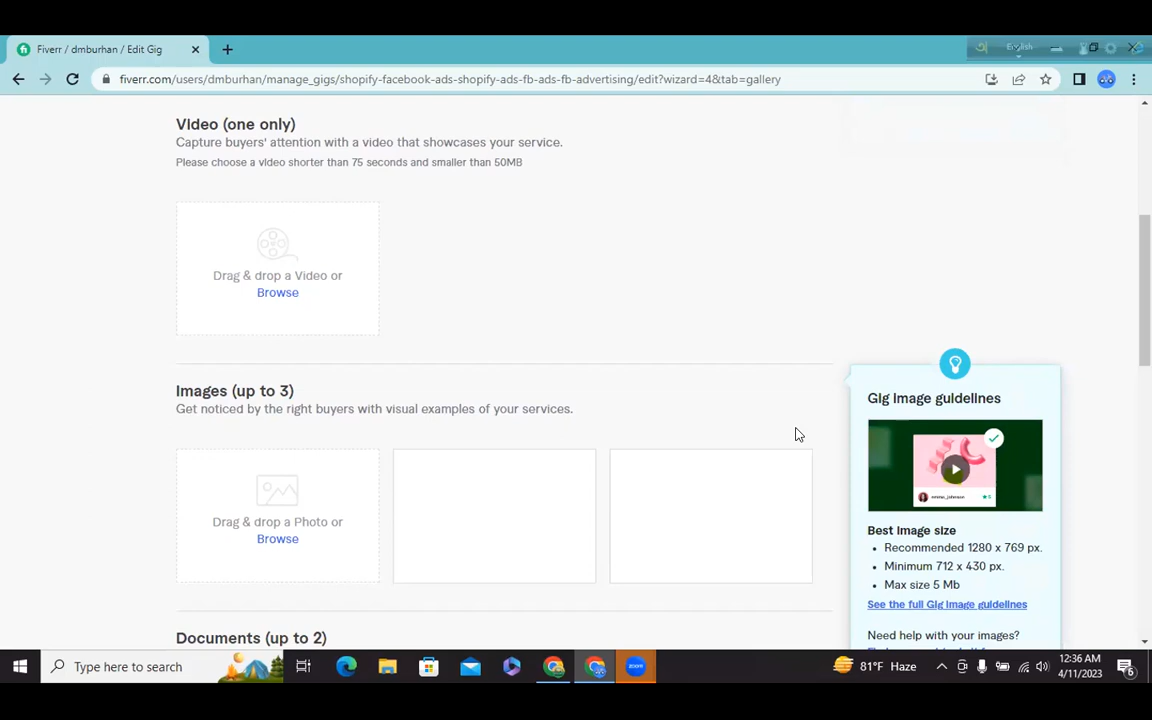 Fiverr / dmburhan / Edit Gig
English
fiverr.com/users/dmburhan/manage_gigs/shopify-facebook-ads-shopify-ads-fb-ads-fb-advertising/edit?wizard=4&tab=gallery
Video (one only)
Capture buyers' attention with a video that showcases your service.
Please choose a video shorter than 75 seconds and smaller than 50MB
Drag & drop a Video or
Browse
Images (up to 3)
Get noticed by the right buyers with visual examples of your services.
Drag & drop a Photo or
Browse
Gig image guidelines
Best image size
• Recommended 1280 x 769 px.
• Minimum 712 x 430 px.
• Max size 5 Mb
See the full Gig image guidelines
Need help with your images?
Documents (up to 2)
Type here to search
zoom
81°F Haze
12:36 AM
4/11/2023
6